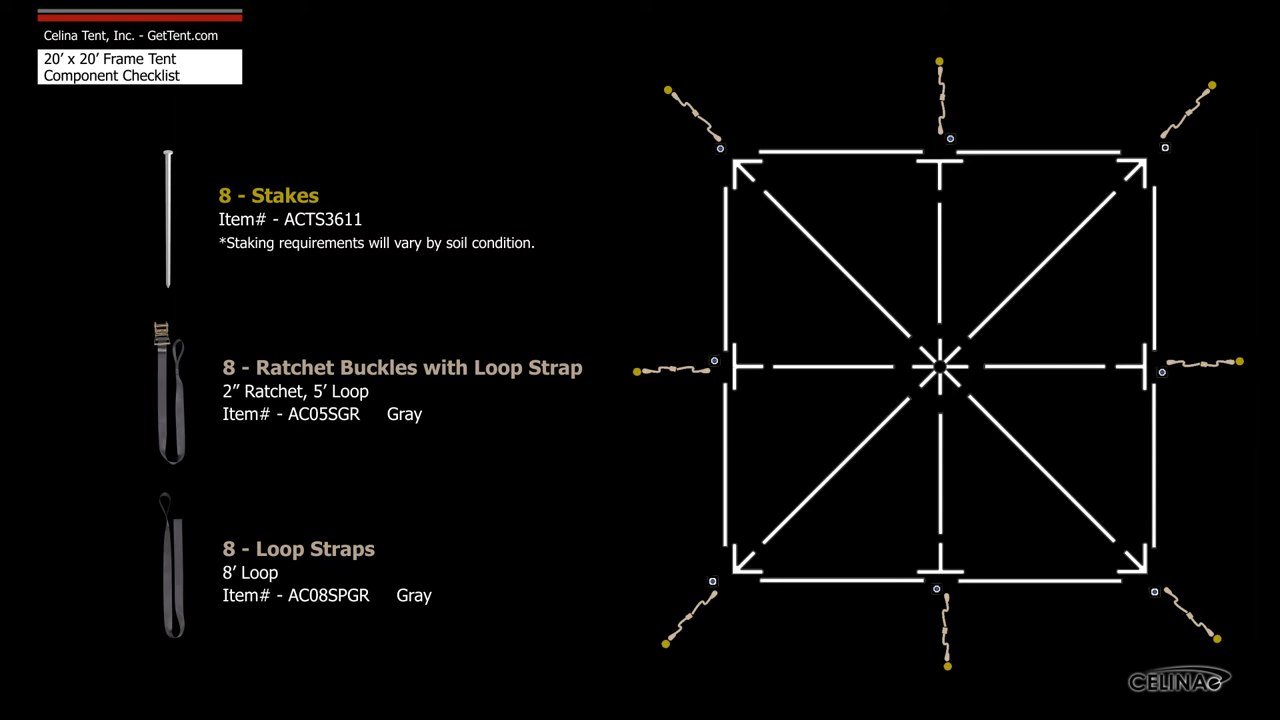 Celina Tent, Inc. - GetTent.com
20’ x 20’ Frame Tent
Component Checklist
8 - Stakes
Item# - ACTS3611
*Staking requirements will vary by soil condition.
8 - Ratchet Buckles with Loop Strap
2” Ratchet, 5’ Loop
Item# - AC05SGR Gray
8 - Loop Straps
8’ Loop
Item# - AC08SPGR Gray
CELINA